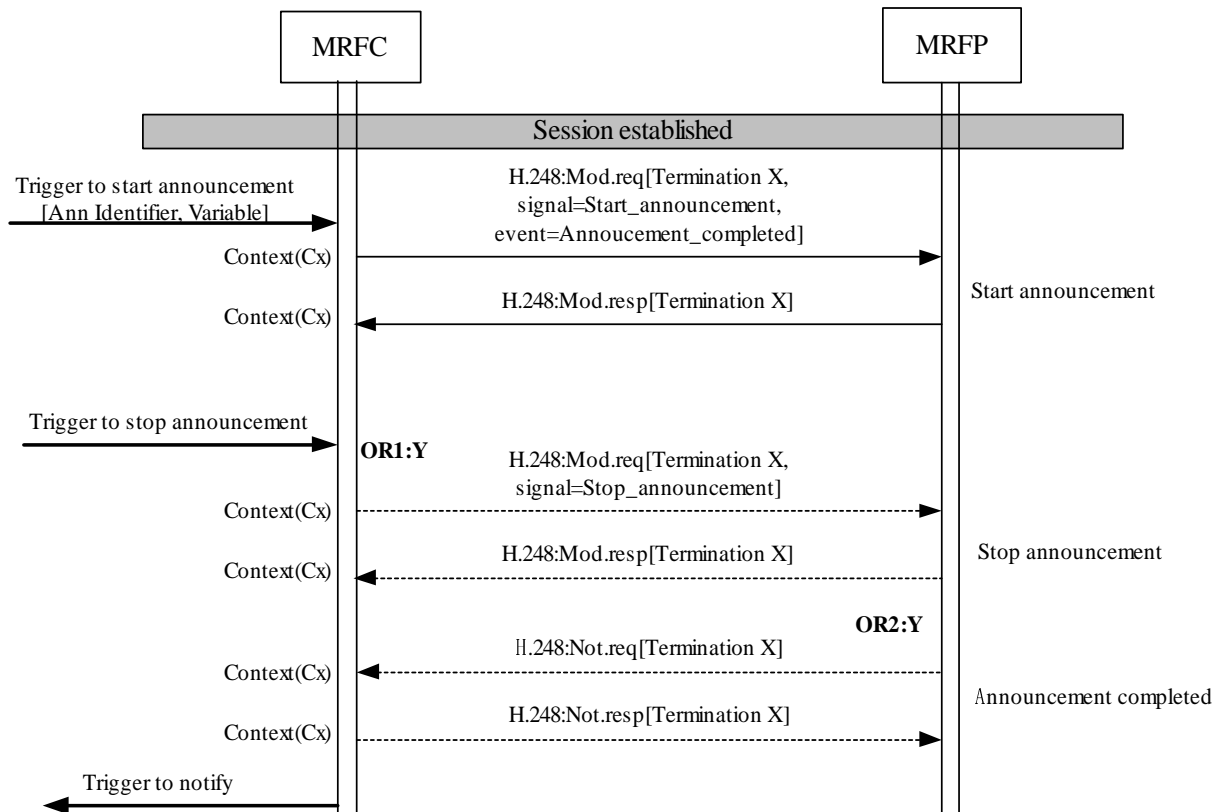 MRFC
MRFP
Session established
Trigger to start announcement
[Ann Identifier, Variable]
H.248:Mod.req[Termination X,
signal=Start_announcement,
event=Annoucement_completed]
Context(Cx)
Start announcement
H.248:Mod.resp[Termination X]
Context(Cx)
Trigger to stop announcement
OR1:Y
H.248:Mod.req[Termination X,
signal=Stop_announcement]
Context(Cx)
Stop announcement
H.248:Mod.resp[Termination X]
Context(Cx)
OR2:Y
H.248:Not.req[Termination X]
Context(Cx)
Announcement completed
H.248:Not.resp[Termination X]
Context(Cx)
Trigger to notify